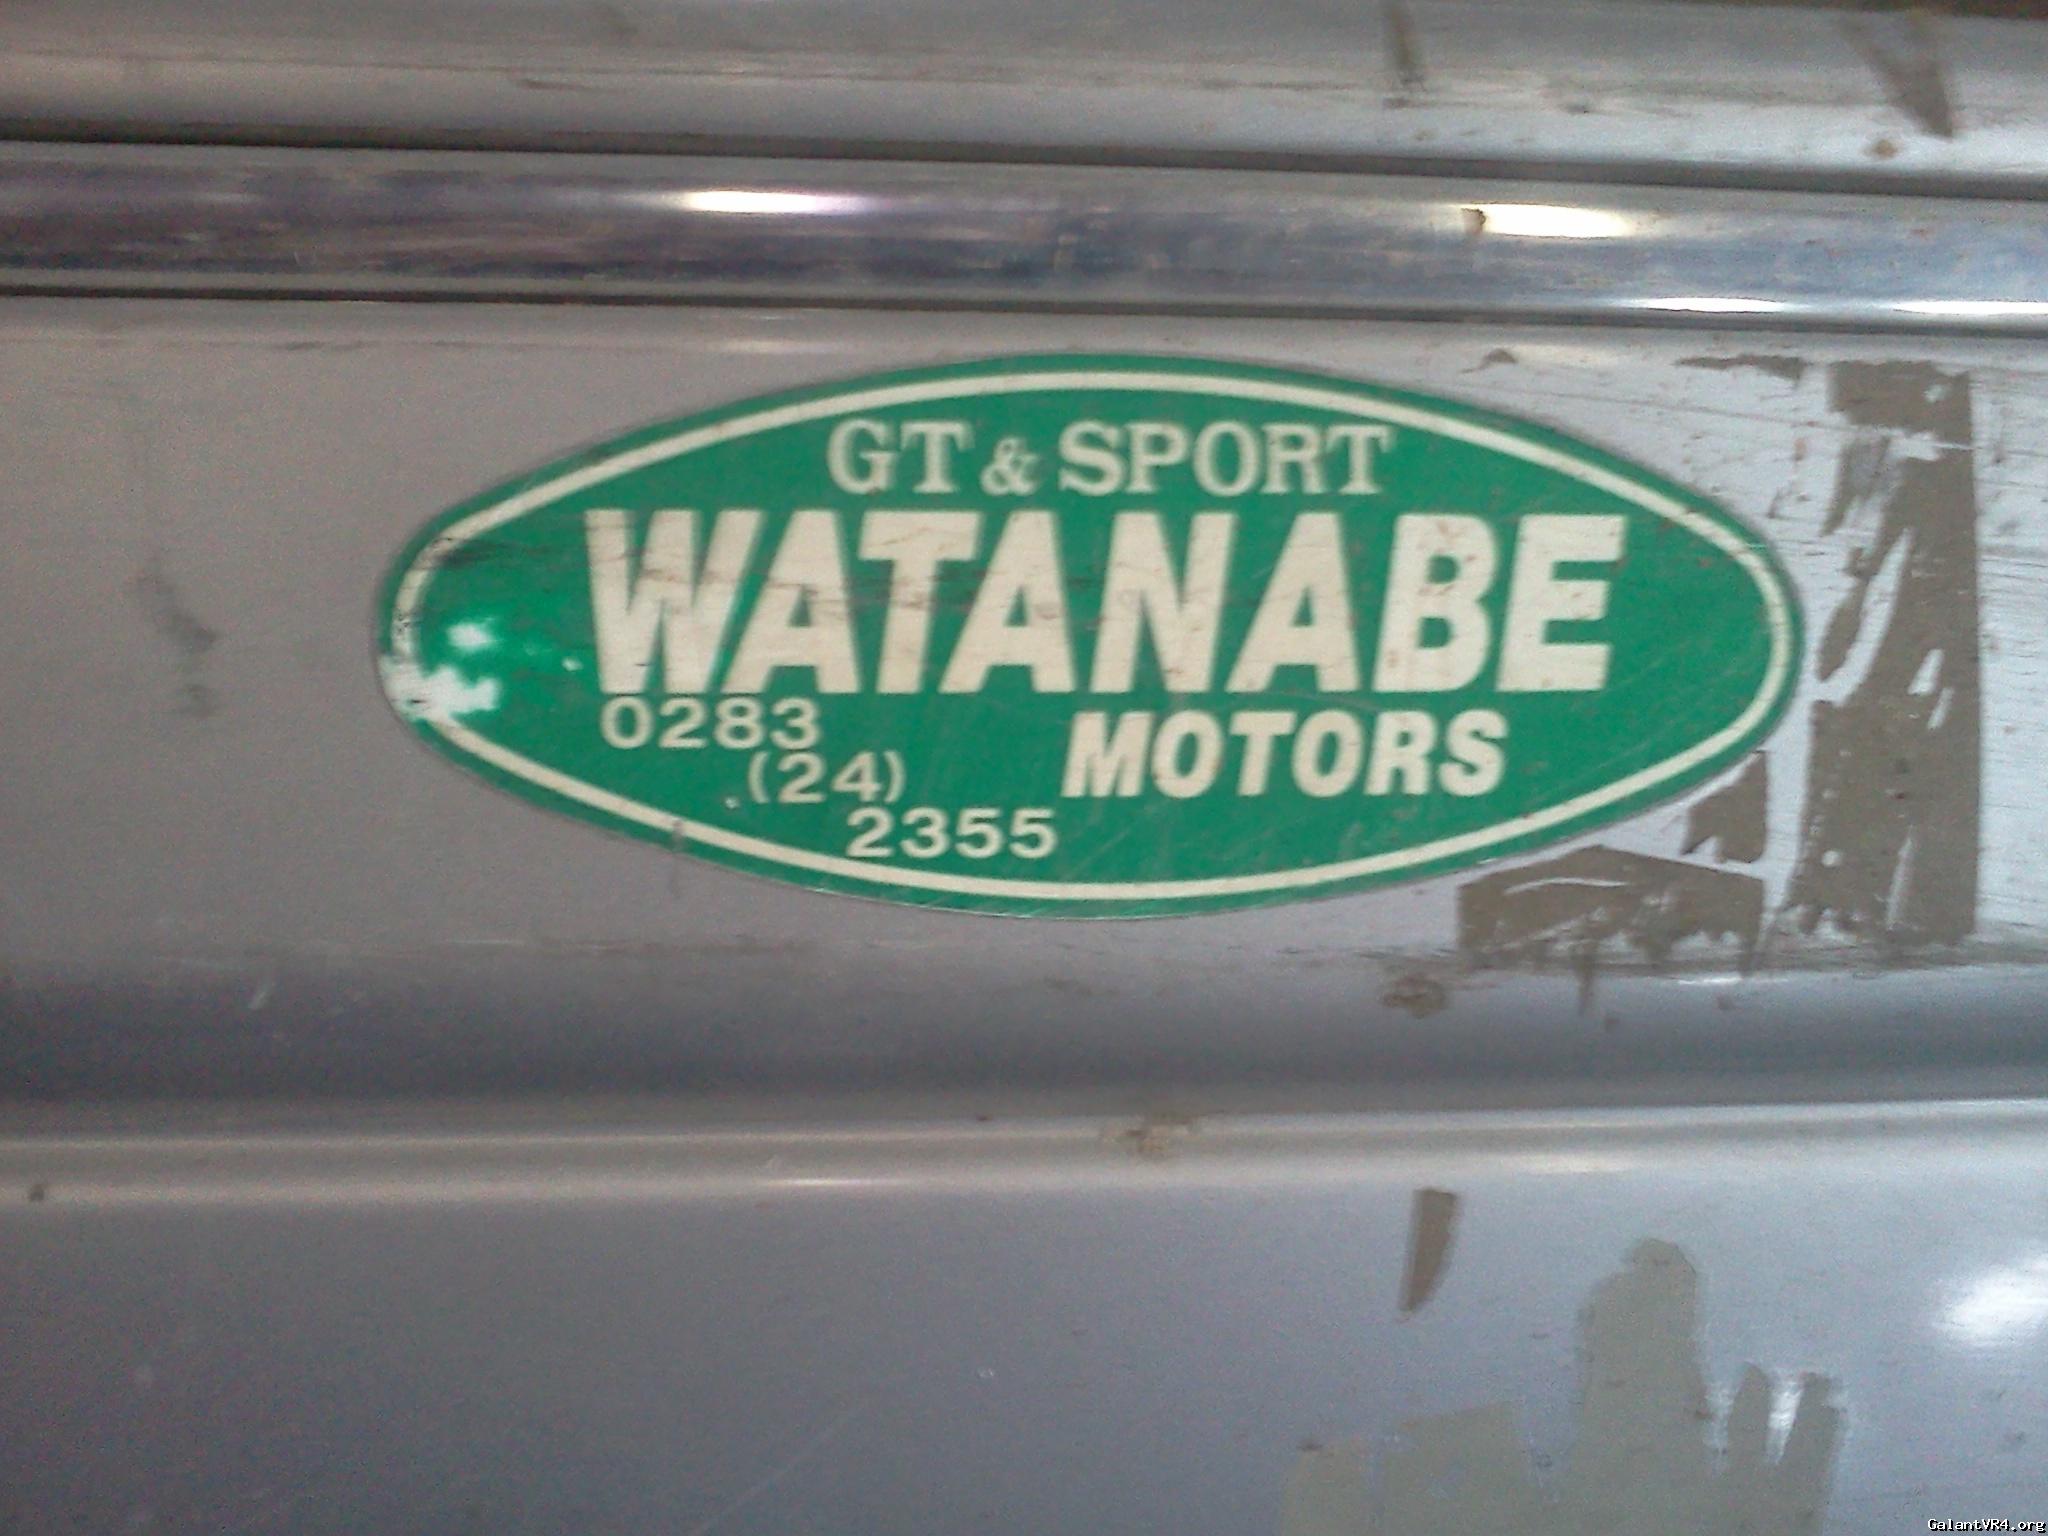 GT & SPORT
WATANABE
MOTORS
0283
(24)
2355
GalantVR4.org